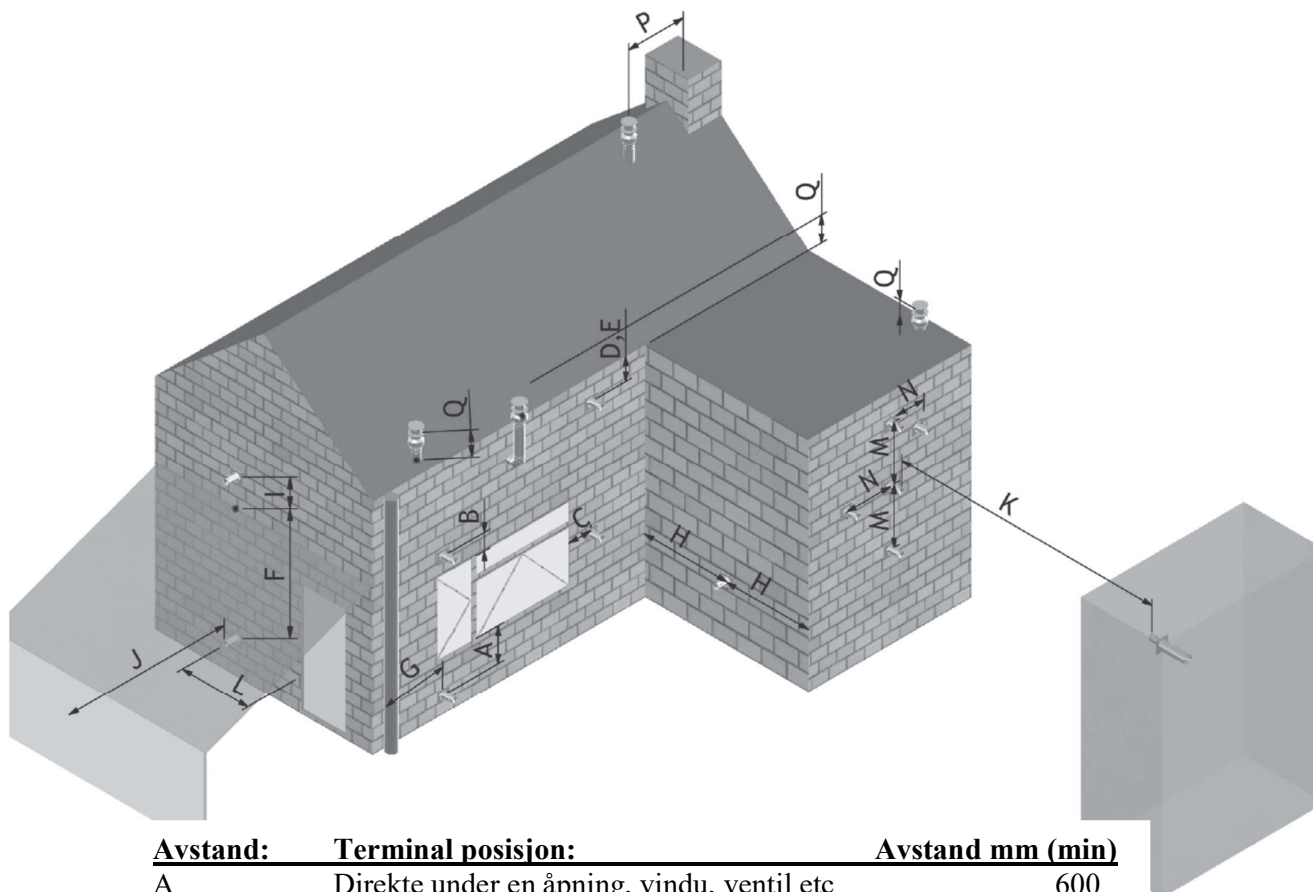 P
Q
Q
D,E
Q
N
M
I
B
C
N
K
M
F
H
H
J
A
G
L
Avstand: Terminal posisjon: Avstand mm (min)
A Direkte under en åpning, vindu, ventil etc 600